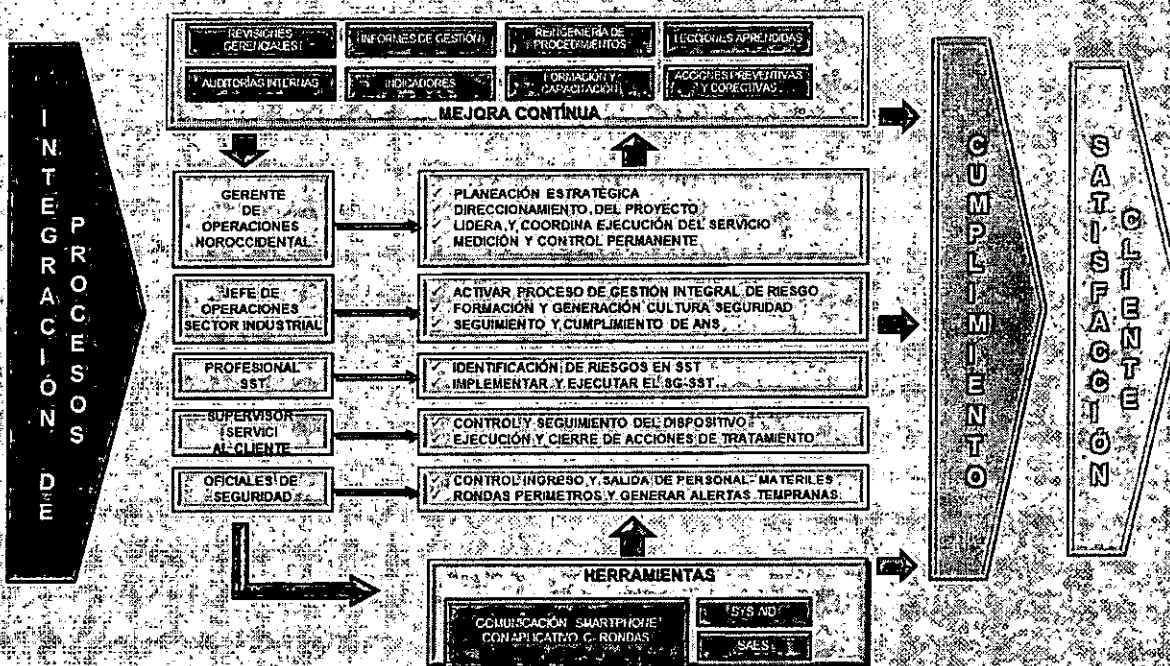 REVISIONES
GERENCIALES
INFORMES DE GESTIÓN
REINGENIERÍA DE
PROCEDIMIENTOS
LECCIONES APRENDIDAS
AUDITORÍAS INTERNAS
INDICADORES
FORMACIÓN Y
CAPACITACIÓN
ACCIONES PREVENTIVAS
Y CORECTIVAS
MEJORA CONTÍNUA
INTEGRACIÓN DE
PROCESOS
GERENTE
DE
OPERACIONES
NOROCCIDENTAL
✓ PLANEACIÓN ESTRATÉGICA
✓ DIRECCIONAMIENTO DEL PROYECTO
✓ LIDERA Y COORDINA EJECUCIÓN DEL SERVICIO
✓ MEDICIÓN Y CONTROL PERMANENTE
JEFE DE
OPERACIONES
SECTOR INDUSTRIAL
✓ ACTIVAR PROCESO DE GESTIÓN INTEGRAL DE RIESGO
✓ FORMACIÓN Y GENERACIÓN CULTURA SEGURIDAD
✓ SEGUIMIENTO Y CUMPLIMIENTO DE ANS
PROFESIONAL
SST
✓ IDENTIFICACIÓN DE RIESGOS EN SST
✓ IMPLEMENTAR Y EJECUTAR EL SG-SST
SUPERVISOR
SERVICI
AL CLIENTE
✓ CONTROL Y SEGUIMIENTO DEL DISPOSITIVO
✓ EJECUCIÓN Y CIERRE DE ACCIONES DE TRATAMIENTO
OFICIALES DE
SEGURIDAD
✓ CONTROL INGRESO Y SALIDA DE PERSONAL- MATERILES
✓ RONDAS PERIMETROS Y GENERAR ALERTAS TEMPRANAS
HERRAMIENTAS
COMUNICACIÓN SMARTPHONE
CON APLICATIVO C- RONDAS
SYS AID
SAES
CUMPLIMIENTO
SATISFACCIÓN
CLIENTE